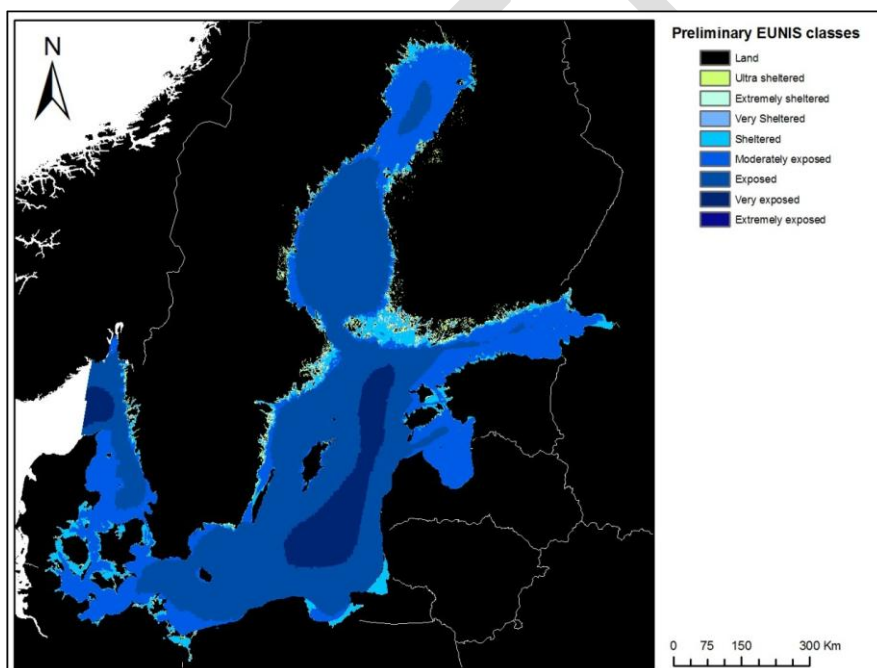 N
Preliminary EUNIS classes
Land
Ultra sheltered
Extremely sheltered
Very Sheltered
Sheltered
Moderately exposed
Exposed
Very exposed
Extremely exposed
0 75 150 300 Km